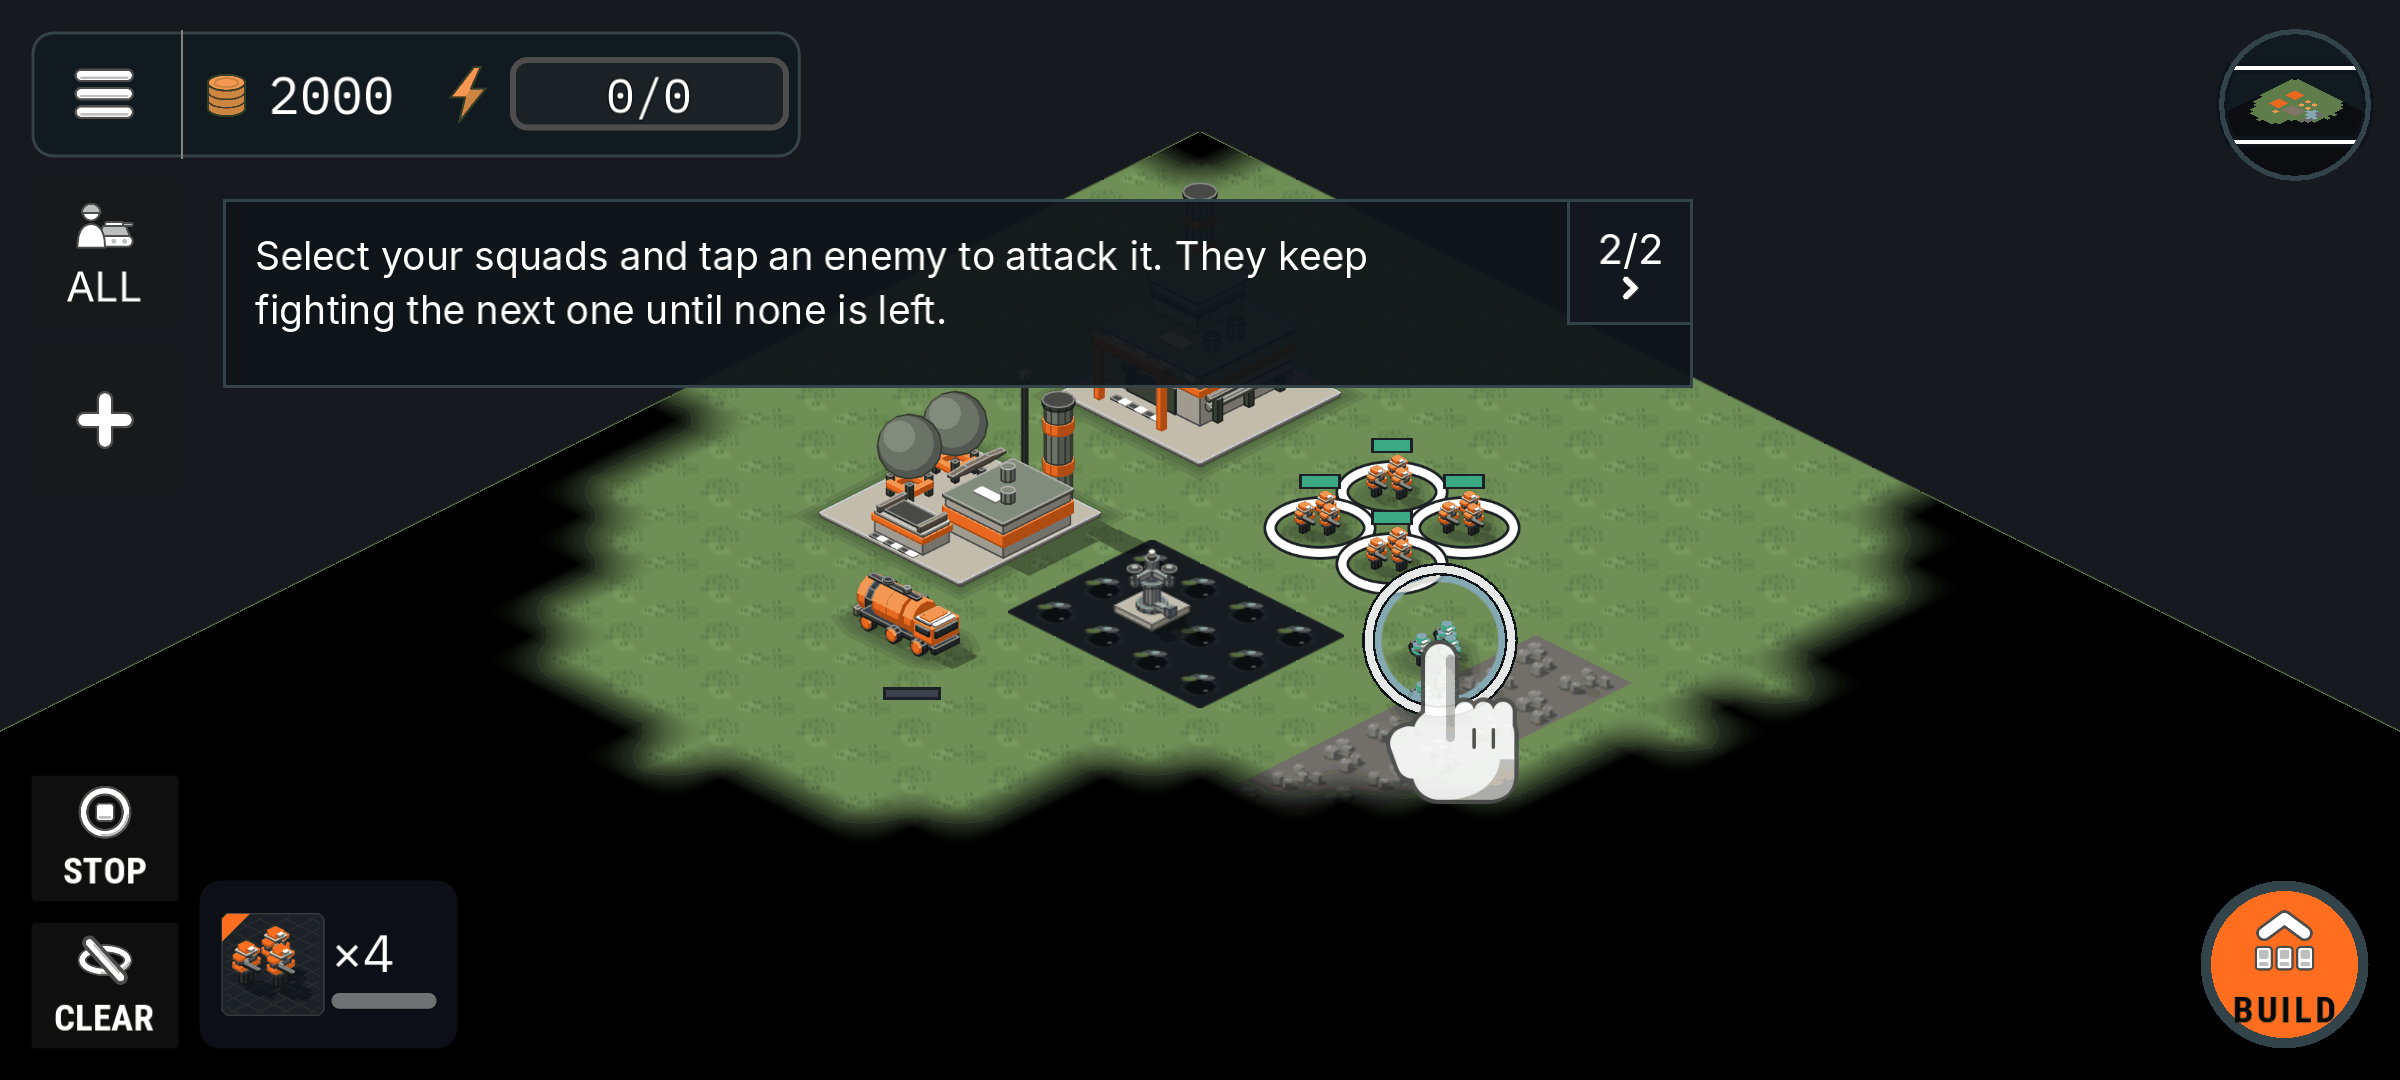 2000
0/0
ALL
Select your squads and tap an enemy to attack it. They keep
fighting the next one until none is left.
2/2
STOP
CLEAR
×4
BUILD